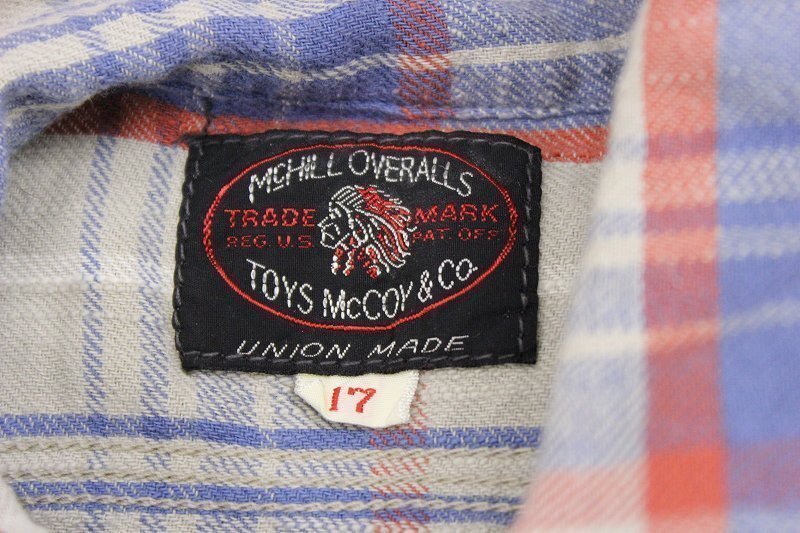 McHILL OVERALLS
TRADE MARK
REG. U.S. PAT. OFF
TOYS McCOY & Co.
UNION MADE
17